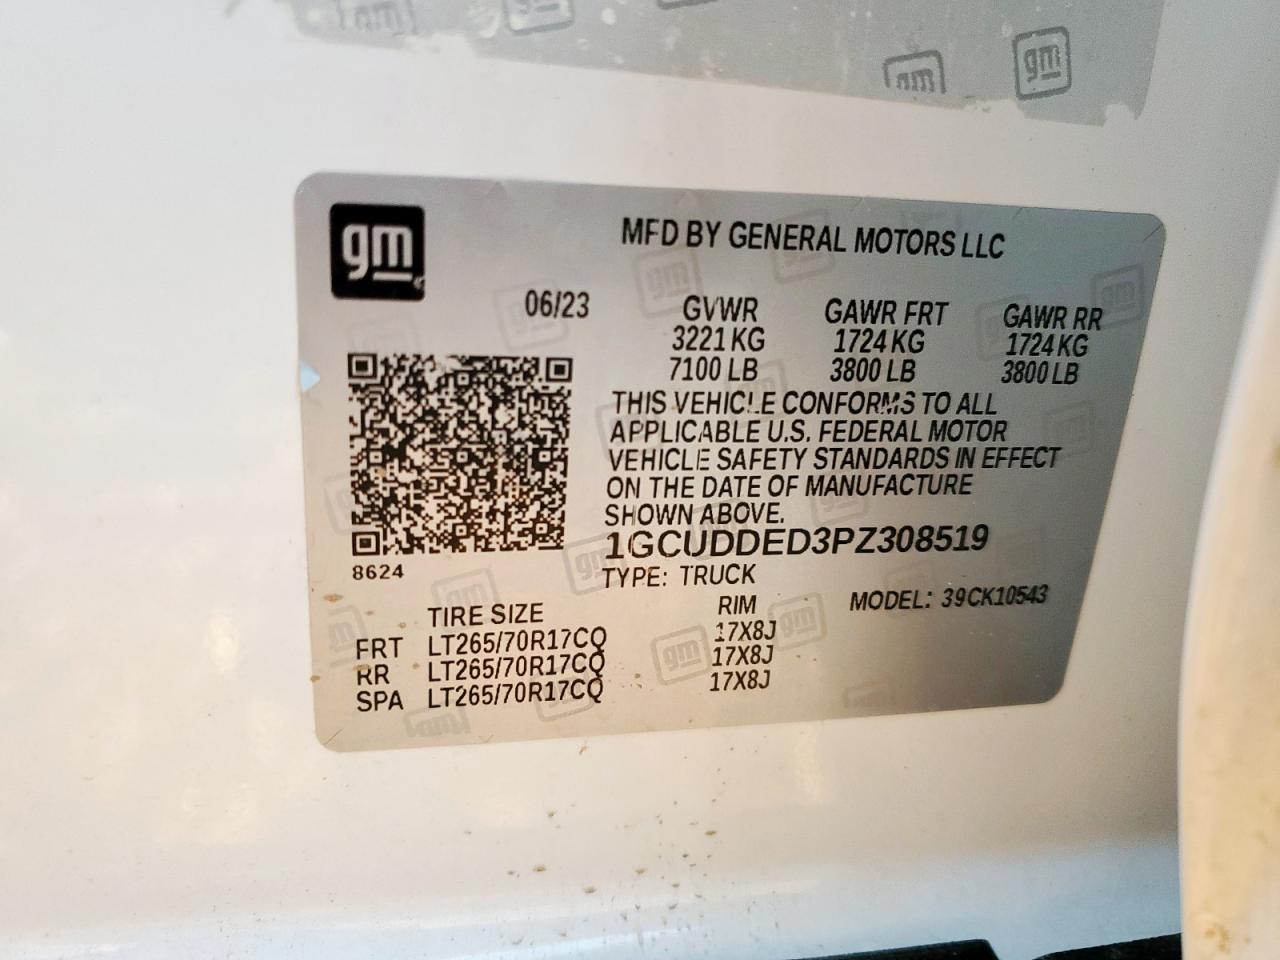 gm
MFD BY GENERAL MOTORS LLC
06/23 GVWR GAWR FRT GAWR RR
3221 KG 1724 KG 1724 KG
7100 LB 3800 LB 3800 LB
THIS VEHICLE CONFORMS TO ALL
APPLICABLE U.S. FEDERAL MOTOR
VEHICLE SAFETY STANDARDS IN EFFECT
ON THE DATE OF MANUFACTURE
SHOWN ABOVE.
1GCUDDED3PZ308519
8624
TYPE: TRUCK
TIRE SIZE RIM MODEL: 39CK10543
FRT LT265/70R17CQ 17X8J
RR LT265/70R17CQ 17X8J
SPA LT265/70R17CQ 17X8J